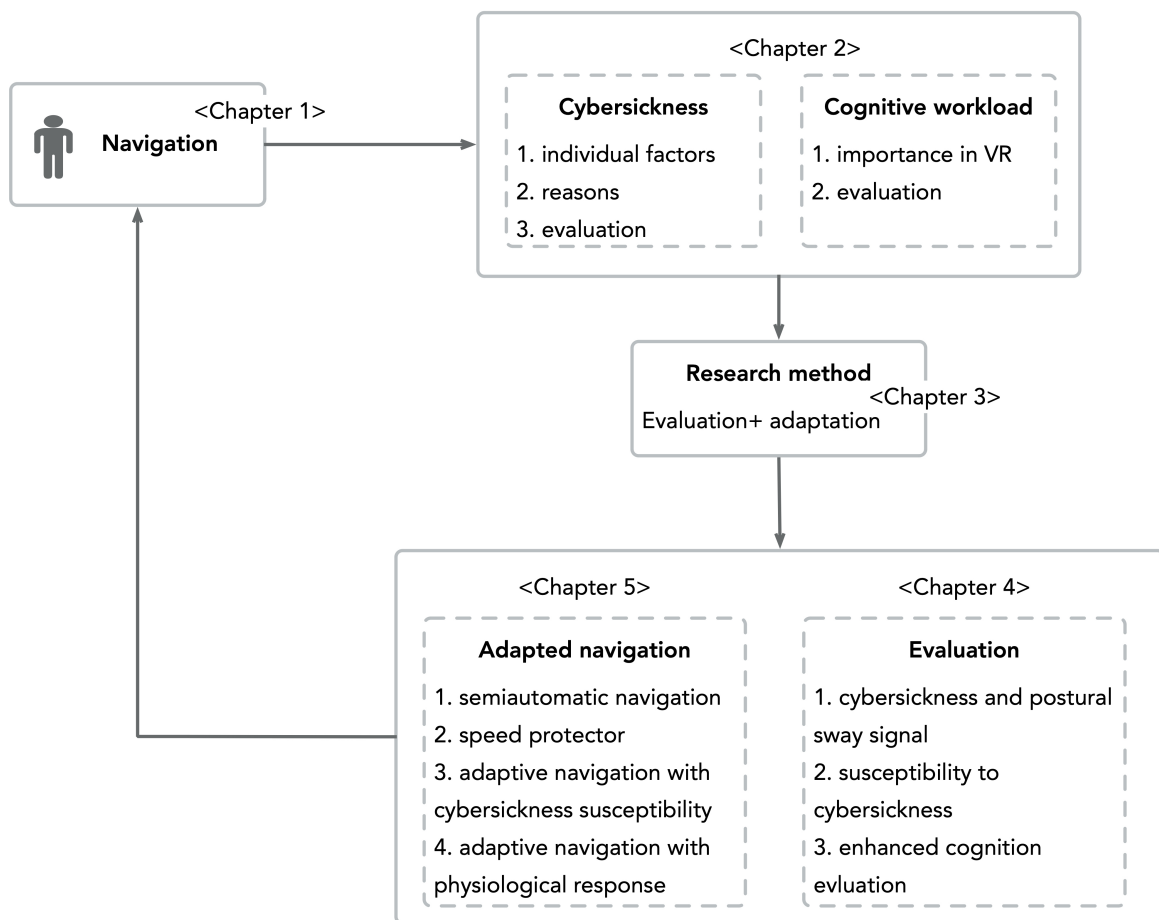 <Chapter 1>
Navigation
<Chapter 2>
Cybersickness
1. individual factors
2. reasons
3. evaluation
Cognitive workload
1. importance in VR
2. evaluation
Research method
<Chapter 3>
Evaluation+ adaptation
<Chapter 5>
Adapted navigation
1. semiautomatic navigation
2. speed protector
3. adaptive navigation with
cybersickness susceptibility
4. adaptive navigation with
physiological response
<Chapter 4>
Evaluation
1. cybersickness and postural
sway signal
2. susceptibility to
cybersickness
3. enhanced cognition
evluation